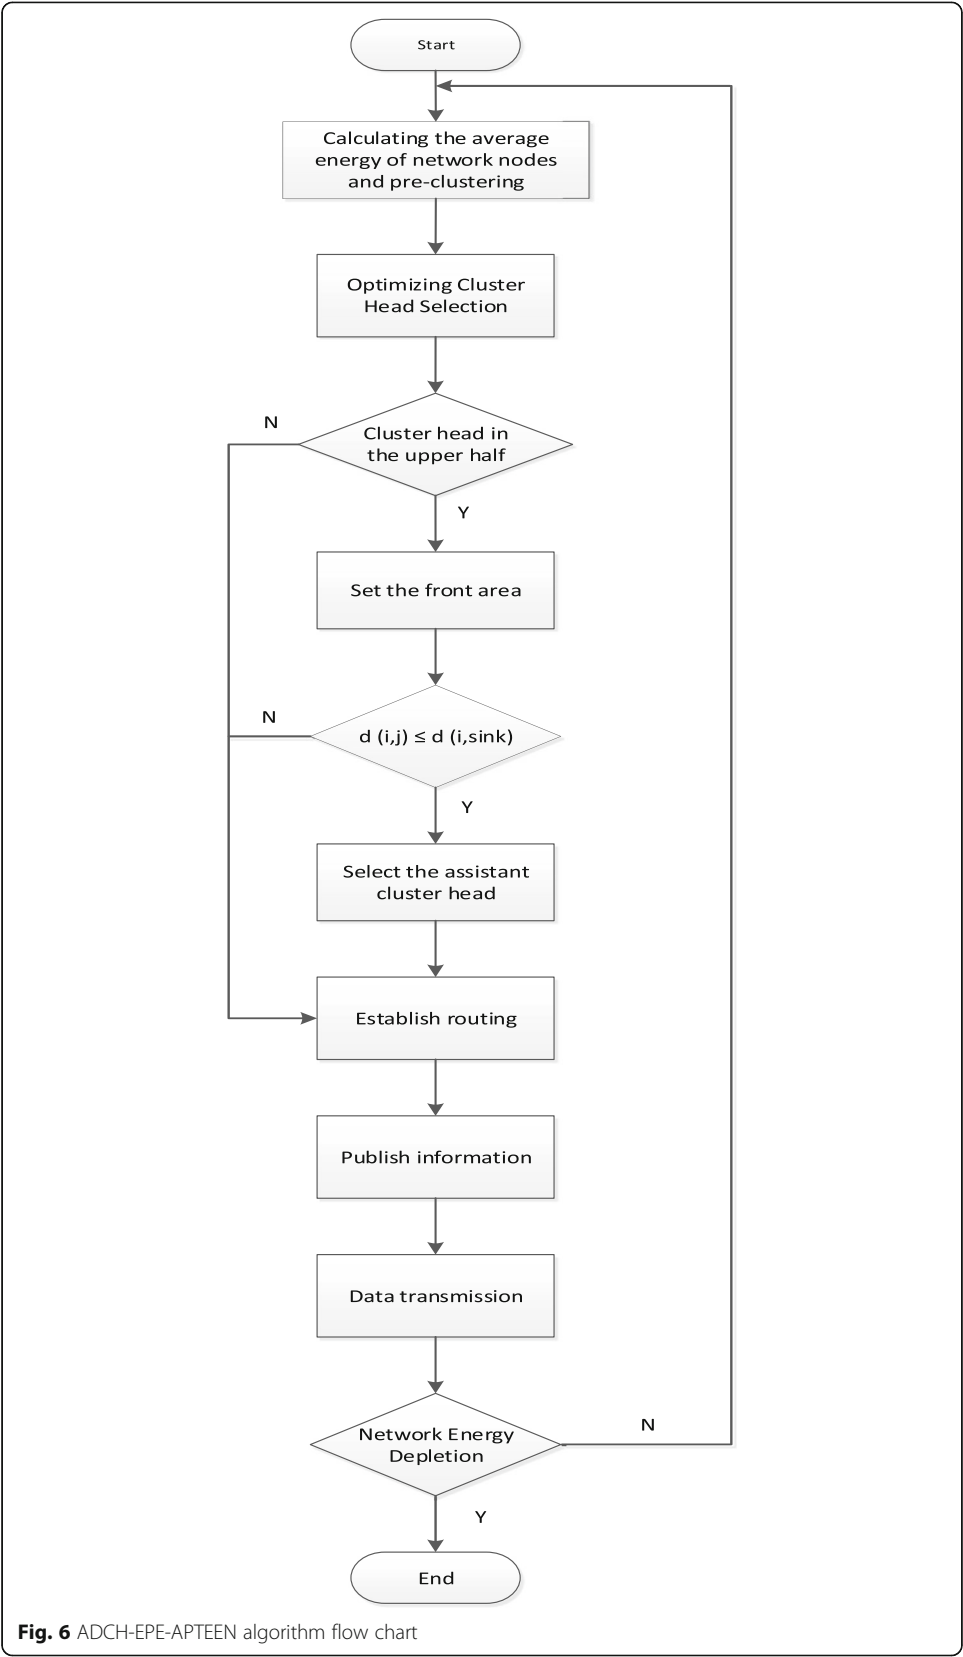 Start
Calculating the average
energy of network nodes
and pre-clustering
Optimizing Cluster
Head Selection
N
Cluster head in
the upper half
Y
Set the front area
N
d (i,j) ≤ d (i,sink)
Y
Select the assistant
cluster head
Establish routing
Publish information
Data transmission
N
Network Energy
Depletion
Y
End
Fig. 6 ADCH-EPE-APTEEN algorithm flow chart